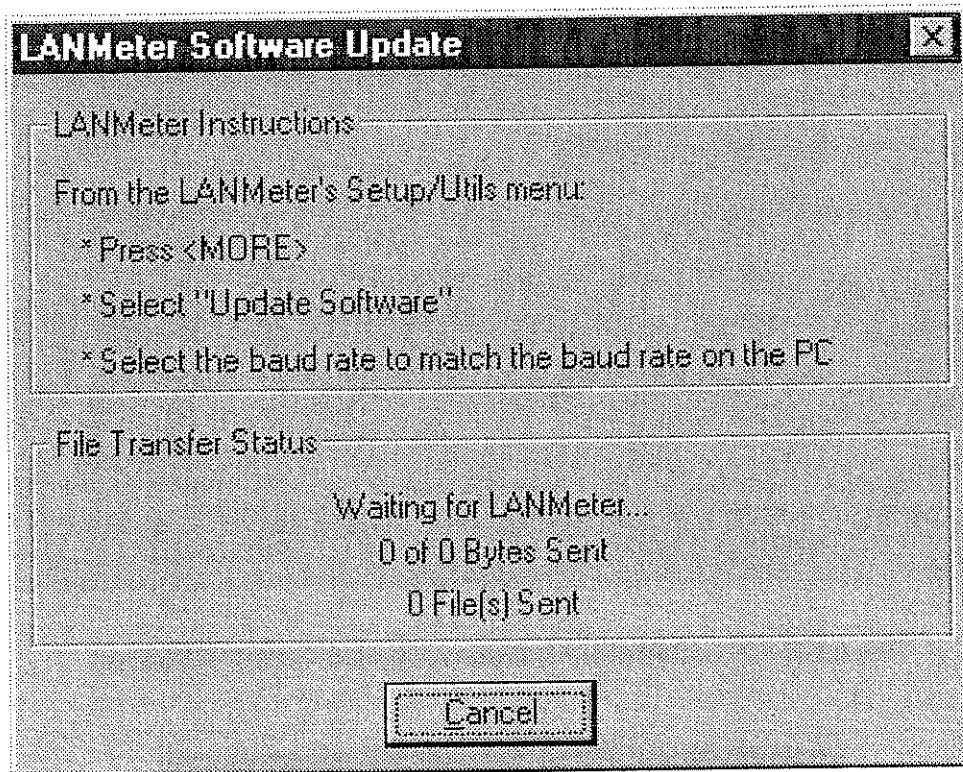 LANMeter Software Update
LANMeter Instructions
From the LANMeter's Setup/Utils menu:
* Press <MORE>
* Select "Update Software"
* Select the baud rate to match the baud rate on the PC
File Transfer Status
Waiting for LANMeter...
0 of 0 Bytes Sent
0 File(s) Sent
Cancel